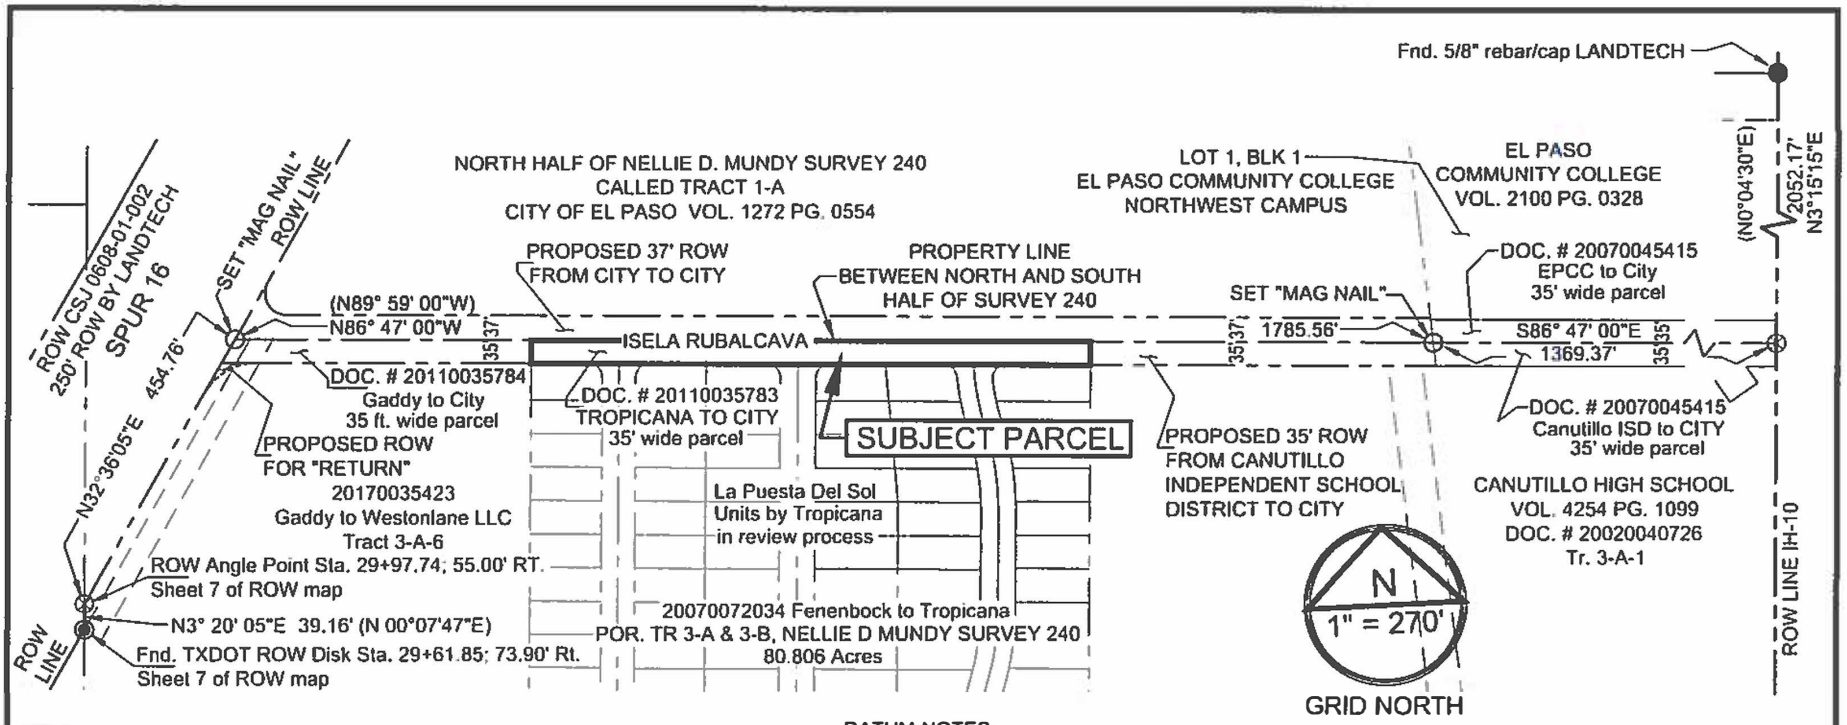 Fnd. 5/8" rebar/cap LANDTECH
(N0°04'30"E)
2052.17'
N3°15'15"E
NORTH HALF OF NELLIE D. MUNDY SURVEY 240
CALLED TRACT 1-A
CITY OF EL PASO VOL. 1272 PG. 0554
LOT 1, BLK 1
EL PASO COMMUNITY COLLEGE
NORTHWEST CAMPUS
EL PASO
COMMUNITY COLLEGE
VOL. 2100 PG. 0328
ROW CSJ 0608-01-002
250' ROW BY LANDTECH
SPUR 16
SET "MAG NAIL"
ROW LINE
PROPOSED 37' ROW
FROM CITY TO CITY
PROPERTY LINE
BETWEEN NORTH AND SOUTH
HALF OF SURVEY 240
DOC. # 20070045415
EPCC to City
35' wide parcel
SET "MAG NAIL"
(N89° 59' 00"W)
N86° 47' 00"W
35'37'
ISELA RUBALCAVA
35'37'
1785.56'
S86° 47' 00"E
1369.37'
35'35'
454.76'
N32°36'05"E
DOC. # 20110035784
Gaddy to City
35 ft. wide parcel
DOC. # 20110035783
TROPICANA TO CITY
35' wide parcel
SUBJECT PARCEL
PROPOSED 35' ROW
FROM CANUTILLO
INDEPENDENT SCHOOL
DISTRICT TO CITY
DOC. # 20070045415
Canutillo ISD to CITY
35' wide parcel
PROPOSED ROW
FOR "RETURN"
20170035423
Gaddy to Westonlane LLC
Tract 3-A-6
La Puesta Del Sol
Units by Tropicana
in review process
CANUTILLO HIGH SCHOOL
VOL. 4254 PG. 1099
DOC. # 20020040726
Tr. 3-A-1
ROW LINE IH-10
ROW Angle Point Sta. 29+97.74; 55.00' RT.
Sheet 7 of ROW map
N3° 20' 05"E 39.16' (N 00°07'47"E)
ROW
LINE
Fnd. TXDOT ROW Disk Sta. 29+61.85; 73.90' Rt.
Sheet 7 of ROW map
20070072034 Fenenbock to Tropicana
POR. TR 3-A & 3-B, NELLIE D MUNDY SURVEY 240
80.806 Acres
N
1" = 270'
GRID NORTH